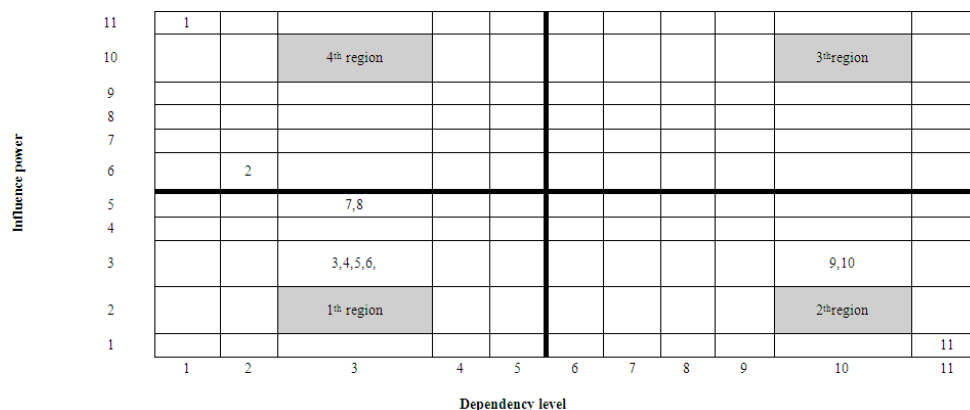 11 1
10 4th region 3thregion
9
8
7
6 2
5 7,8
4
3 3,4,5,6, 9,10
2 1th region 2thregion
1 11
1 2 3 4 5 6 7 8 9 10 11
Influence power
Dependency level